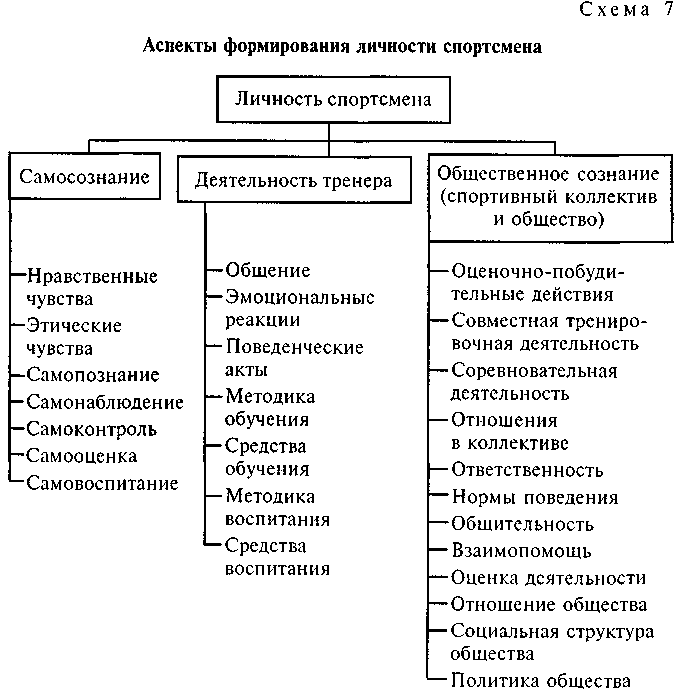 Схема 7
Аспекты формирования личности спортсмена
Личность спортсмена
Самосознание
Нравственные
чувства
Этические
чувства
Самопознание
Самонаблюдение
Самоконтроль
Самооценка
Самовоспитание
Деятельность тренера
Общение
Эмоциональные
реакции
Поведенческие
акты
Методика
обучения
Средства
обучения
Методика
воспитания
Средства
воспитания
Общественное сознание
(спортивный коллектив
и общество)
Оценочно-побуди-
тельные действия
Совместная трениро-
вочная деятельность
Соревновательная
деятельность
Отношения
в коллективе
Ответственность
Нормы поведения
Общительность
Взаимопомощь
Оценка деятельности
Отношение общества
Социальная структура
общества
Политика общества